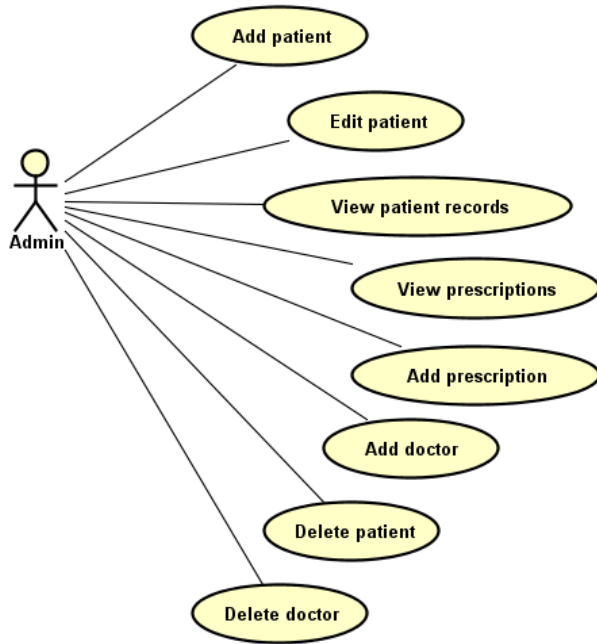 Add patient
Edit patient
View patient records
Admin
View prescriptions
Add prescription
Add doctor
Delete patient
Delete doctor